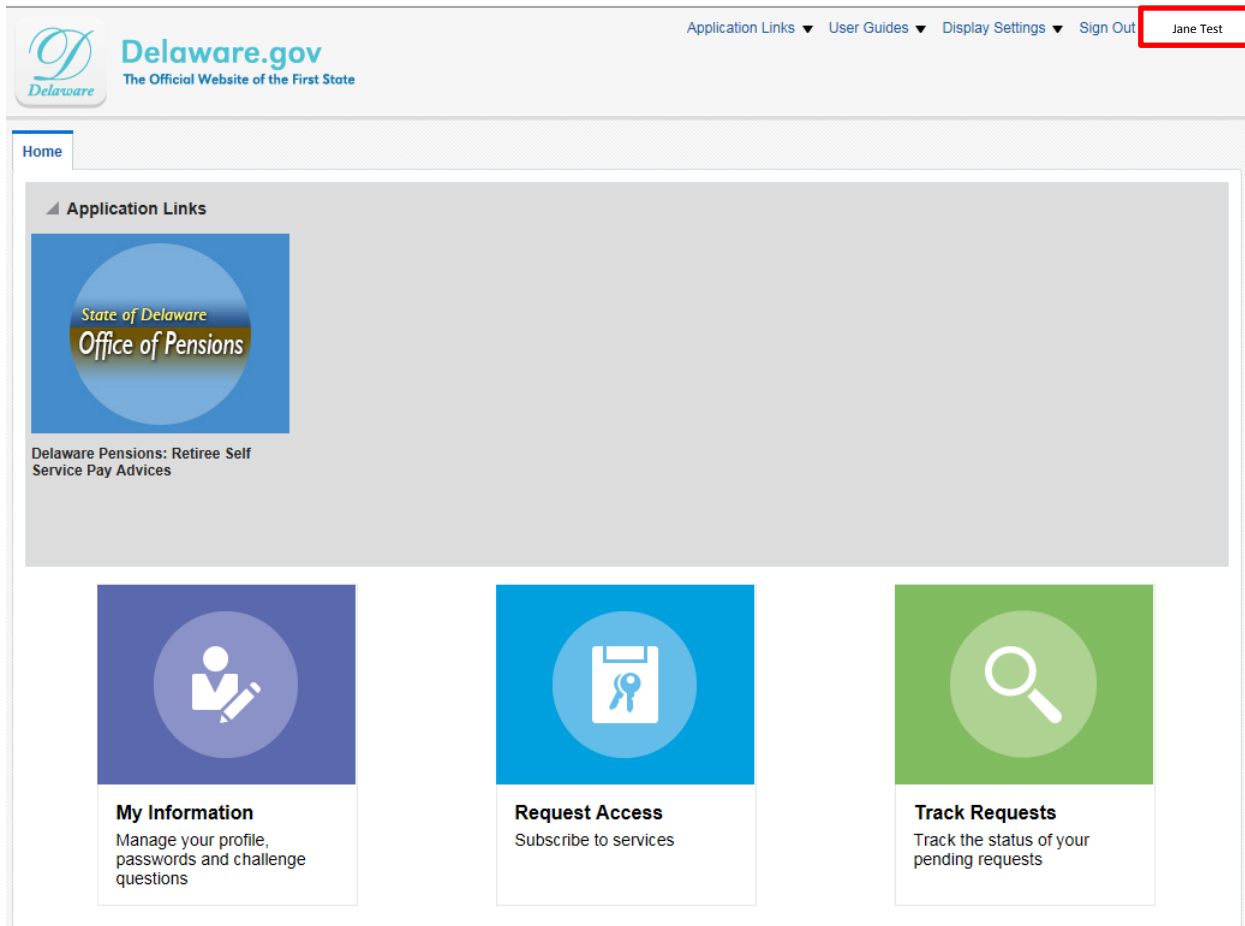 Application Links ▼ User Guides ▼ Display Settings ▼ Sign Out Jane Test
Delaware
Delaware.gov
The Official Website of the First State
Home
Application Links
State of Delaware
Office of Pensions
Delaware Pensions: Retiree Self
Service Pay Advices
My Information
Manage your profile,
passwords and challenge
questions
Request Access
Subscribe to services
Track Requests
Track the status of your
pending requests